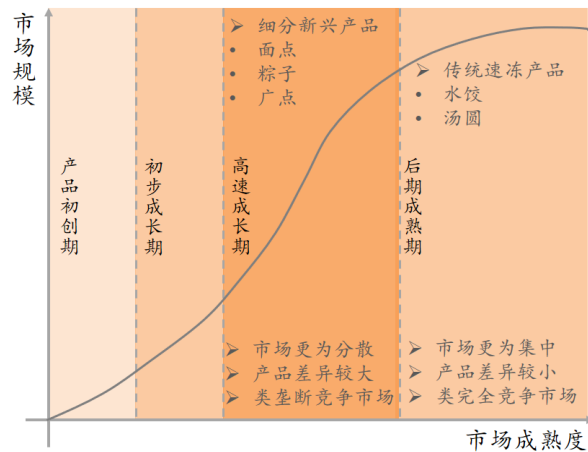 市场规模
➢ 细分新兴产品
• 面点
• 粽子
• 广点
➢ 传统速冻产品
• 水饺
• 汤圆
产品初创期
初步成长期
高速成长期
后期成熟期
➢ 市场更为分散
➢ 产品差异较大
➢ 类垄断竞争市场
➢ 市场更为集中
➢ 产品差异较小
➢ 类完全竞争市场
市场成熟度